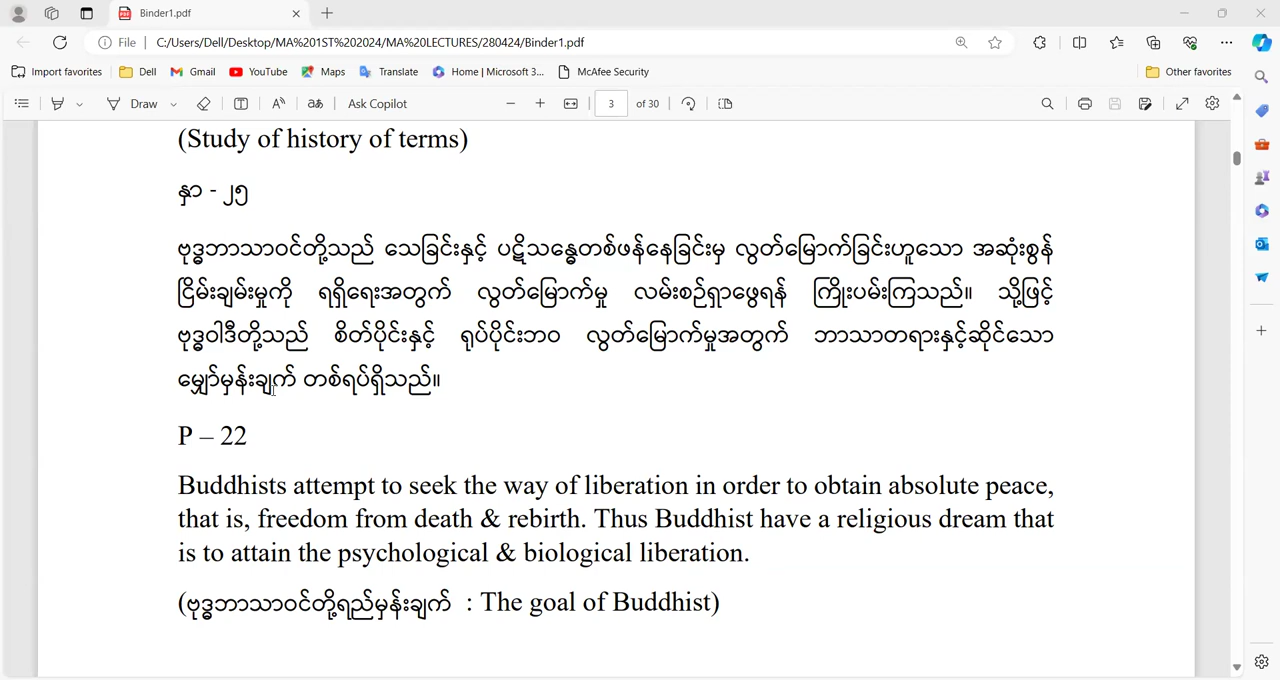 Binder1.pdf
File C:/Users/Dell/Desktop/MA%201ST%202024/MA%20LECTURES/280424/Binder1.pdf
Import favorites Dell Gmail YouTube Maps Translate Home | Microsoft 3... McAfee Security Other favorites
Draw Ask Copilot 3 of 30
(Study of history of terms)
နှာ - ၂၅
ဗုဒ္ဓဘာသာဝင်တို့သည် သေခြင်းနှင့် ပဋိသန္ဓေတစ်ဖန်နေခြင်းမှ လွတ်မြောက်ခြင်းဟူသော အဆုံးစွန်
ငြိမ်းချမ်းမှုကို ရရှိရေးအတွက် လွတ်မြောက်မှု လမ်းစဉ်ရှာဖွေရန် ကြိုးပမ်းကြသည်။ သို့ဖြင့်
ဗုဒ္ဓဝါဒီတို့သည် စိတ်ပိုင်းနှင့် ရုပ်ပိုင်းဘဝ လွတ်မြောက်မှုအတွက် ဘာသာတရားနှင့်ဆိုင်သော
မျှော်မှန်းချက် တစ်ရပ်ရှိသည်။
P – 22
Buddhists attempt to seek the way of liberation in order to obtain absolute peace,
that is, freedom from death & rebirth. Thus Buddhist have a religious dream that
is to attain the psychological & biological liberation.
(ဗုဒ္ဓဘာသာဝင်တို့ရည်မှန်းချက် : The goal of Buddhist)